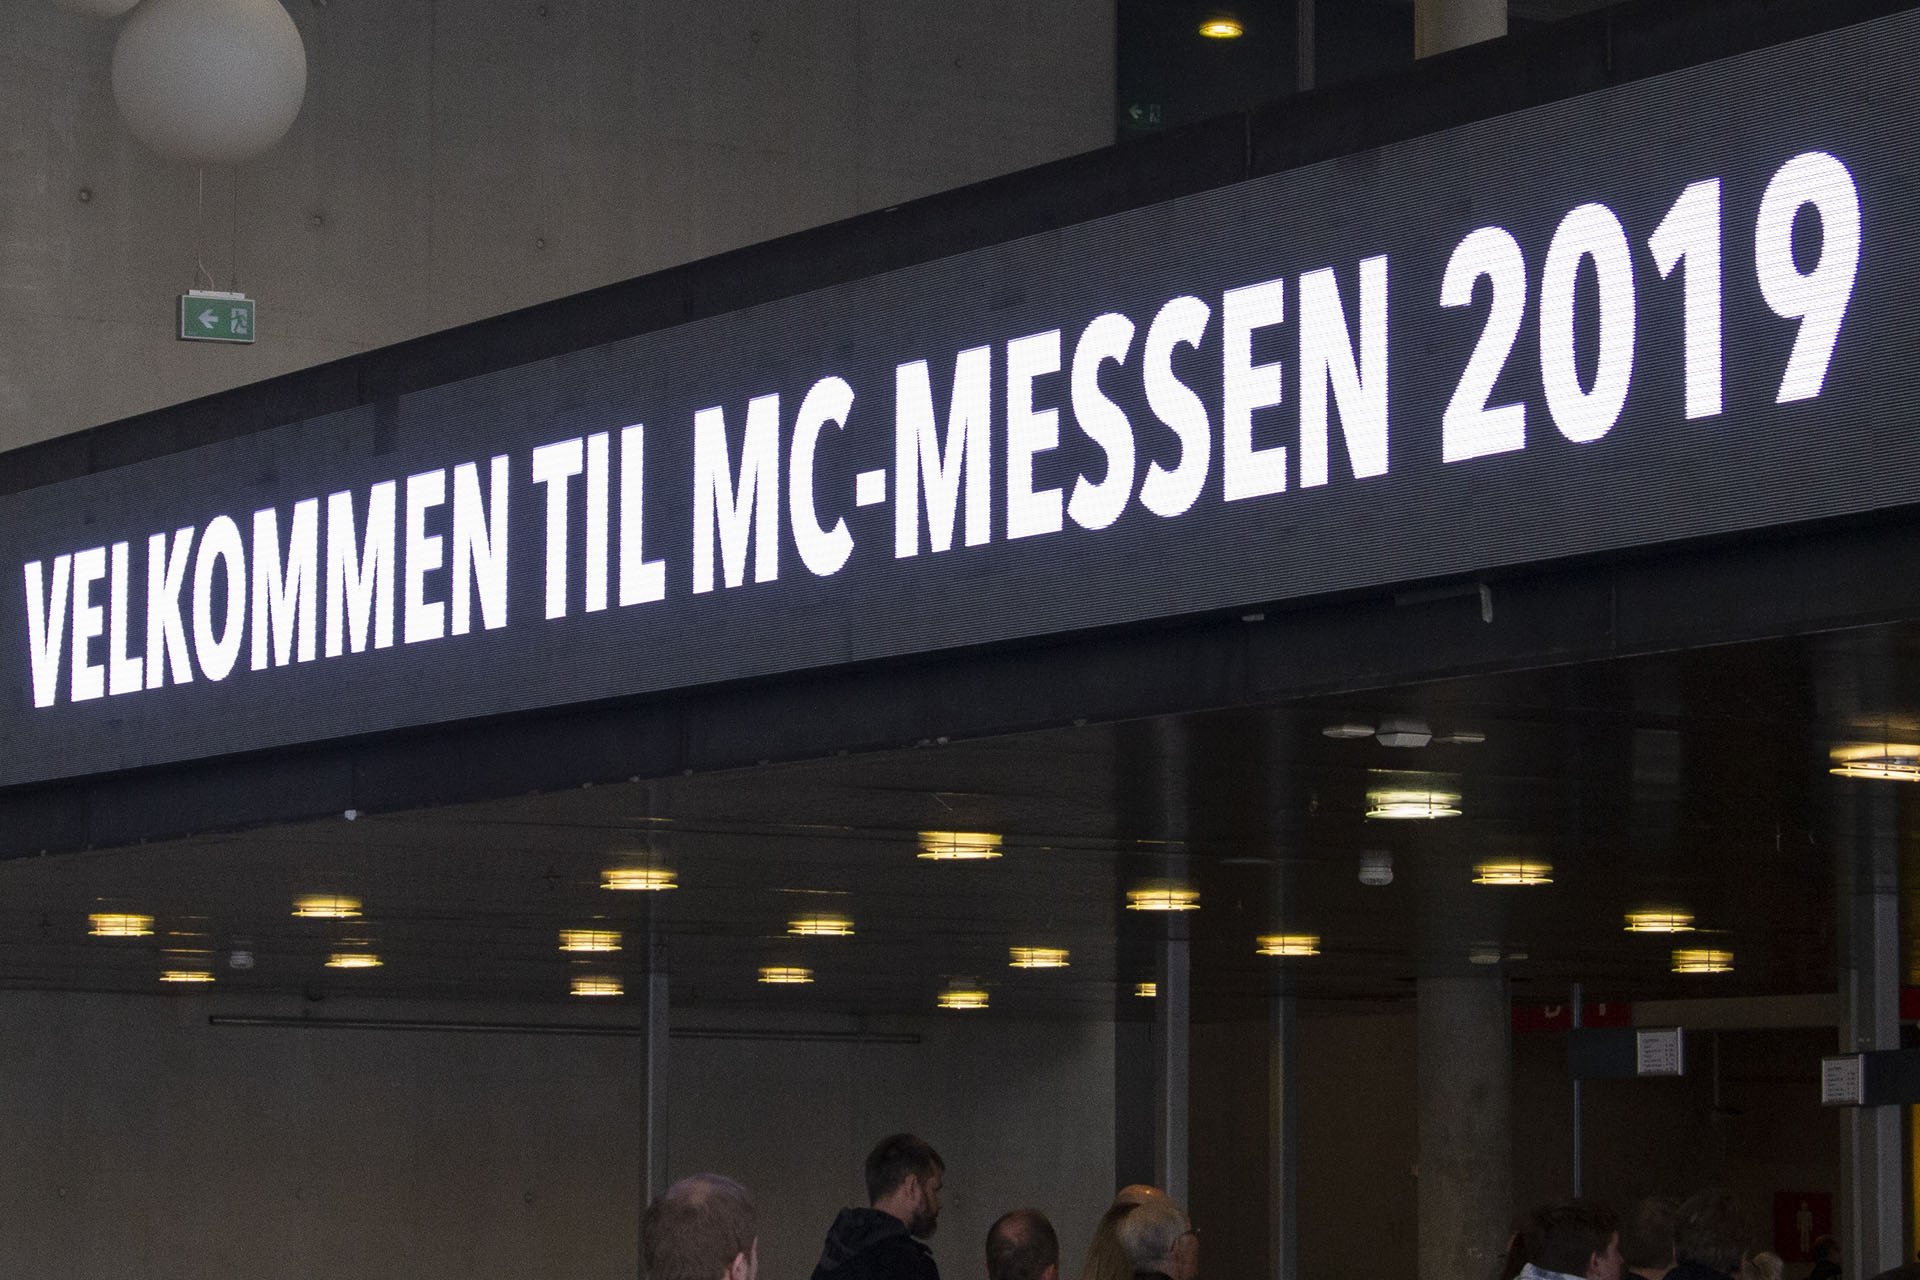 VELKOMMEN TIL MC-MESSEN 2019